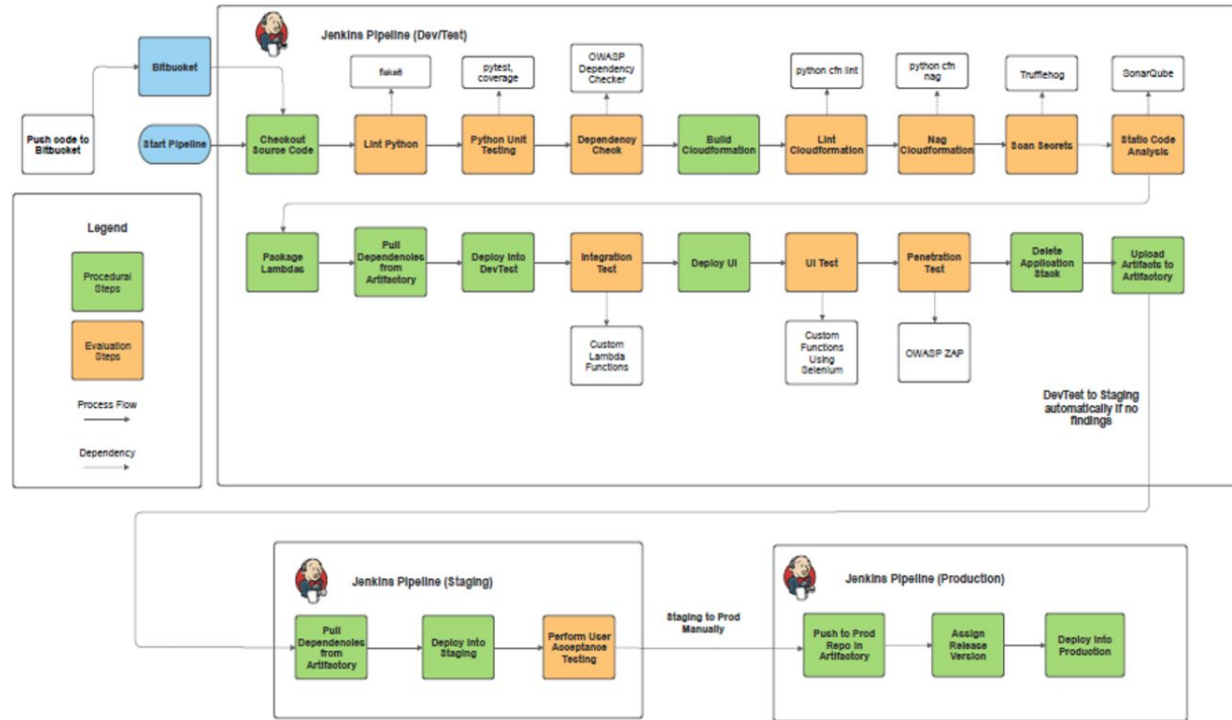 Jenkins Pipeline (Dev/Test)
Bitbucket
flake8
pytest,
coverage
OWASP
Dependency
Checker
python cfn lint
python cfn
nag
Trufflehog
SonarQube
Push code to
Bitbucket
Start Pipeline
Checkout
Source Code
Lint Python
Python Unit
Testing
Dependency
Check
Build
Cloudformation
Lint
Cloudformation
Nag
Cloudformation
Scan Secrets
Static Code
Analysis
Legend
Procedural
Steps
Evaluation
Steps
Process Flow
Dependency
Package
Lambdas
Pull
Dependencies
from
Artifactory
Deploy Into
DevTest
Integration
Test
Deploy UI
UI Test
Penetration
Test
Delete
Application
Stack
Upload
Artifacts to
Artifactory
Custom
Lambda
Functions
Custom
Functions
Using
Selenium
OWASP ZAP
DevTest to Staging
automatically if no
findings
Jenkins Pipeline (Staging)
Pull
Dependencies
from
Artifactory
Deploy Into
Staging
Perform User
Acceptance
Testing
Staging to Prod
Manually
Jenkins Pipeline (Production)
Push to Prod
Repo in
Artifactory
Assign
Release
Version
Deploy Into
Production